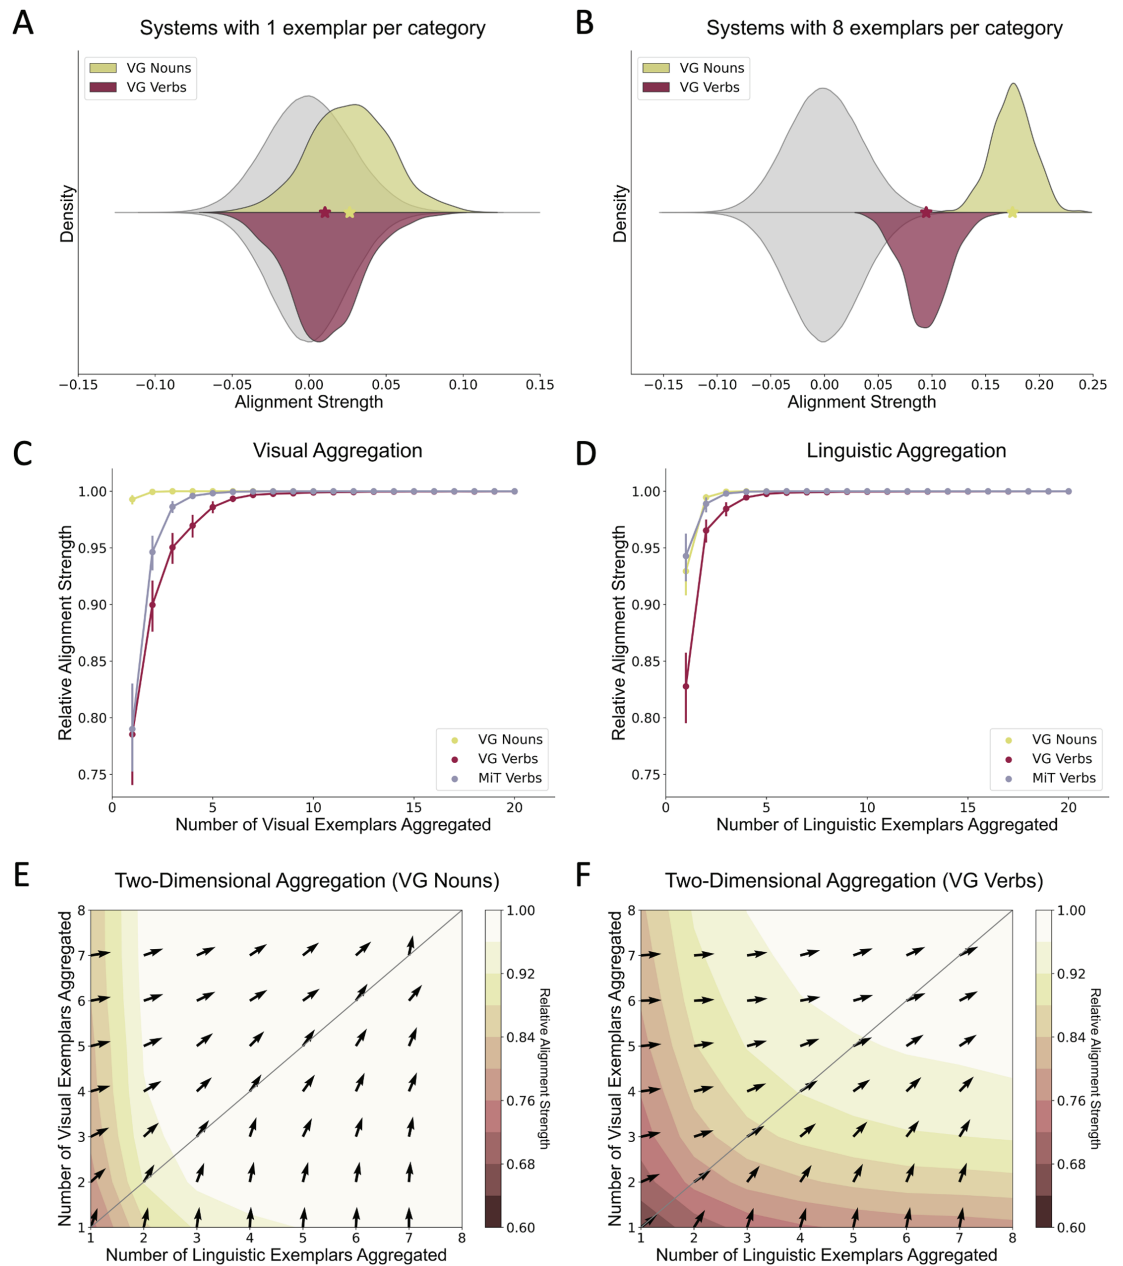 A
Systems with 1 exemplar per category
VG Nouns
VG Verbs
Density
−0.15 −0.10 −0.05 0.00 0.05 0.10 0.15
Alignment Strength
B
Systems with 8 exemplars per category
VG Nouns
VG Verbs
Density
−0.15 −0.10 −0.05 0.00 0.05 0.10 0.15 0.20 0.25
Alignment Strength
C
Visual Aggregation
Relative Alignment Strength
1.00
0.95
0.90
0.85
0.80
0.75
VG Nouns
VG Verbs
MiT Verbs
0 5 10 15 20
Number of Visual Exemplars Aggregated
D
Linguistic Aggregation
Relative Alignment Strength
1.00
0.95
0.90
0.85
0.80
0.75
VG Nouns
VG Verbs
MiT Verbs
0 5 10 15 20
Number of Linguistic Exemplars Aggregated
E
Two-Dimensional Aggregation (VG Nouns)
Number of Visual Exemplars Aggregated
8
7
6
5
4
3
2
1
1 2 3 4 5 6 7 8
Number of Linguistic Exemplars Aggregated
1.00
0.92
0.84
0.76
0.68
0.60
Relative Alignment Strength
F
Two-Dimensional Aggregation (VG Verbs)
Number of Visual Exemplars Aggregated
8
7
6
5
4
3
2
1
1 2 3 4 5 6 7 8
Number of Linguistic Exemplars Aggregated
1.00
0.92
0.84
0.76
0.68
0.60
Relative Alignment Strength